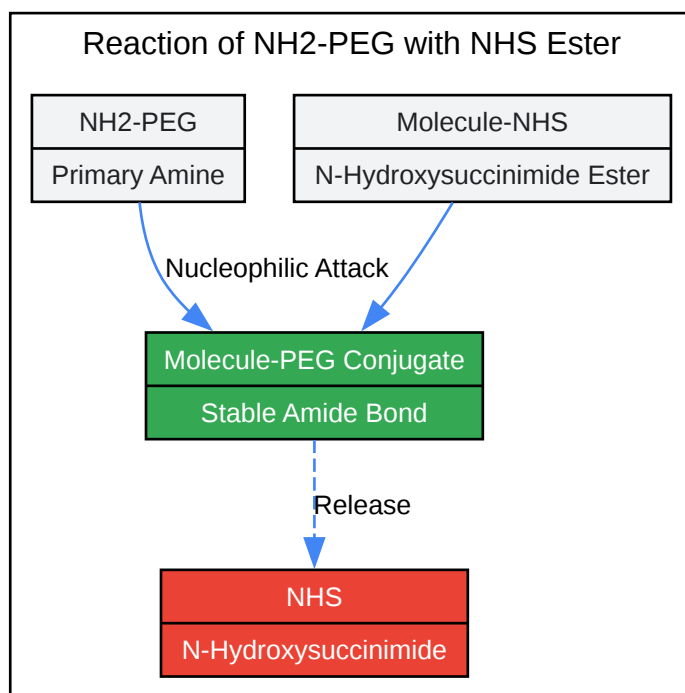 Reaction of NH2-PEG with NHS Ester
NH2-PEG
Primary Amine
Molecule-NHS
N-Hydroxysuccinimide Ester
Nucleophilic Attack
Molecule-PEG Conjugate
Stable Amide Bond
Release
NHS
N-Hydroxysuccinimide